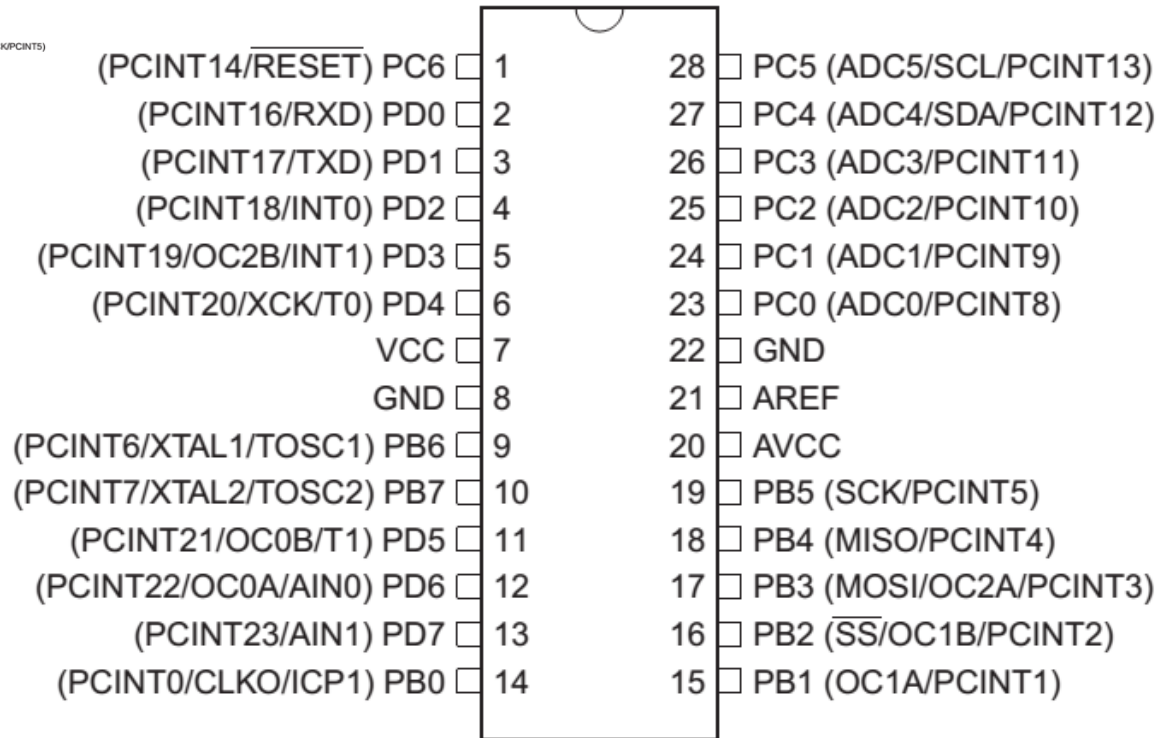 K/PCINT5)
(PCINT14/RESET) PC6 1 28 PC5 (ADC5/SCL/PCINT13)
(PCINT16/RXD) PD0 2 27 PC4 (ADC4/SDA/PCINT12)
(PCINT17/TXD) PD1 3 26 PC3 (ADC3/PCINT11)
(PCINT18/INT0) PD2 4 25 PC2 (ADC2/PCINT10)
(PCINT19/OC2B/INT1) PD3 5 24 PC1 (ADC1/PCINT9)
(PCINT20/XCK/T0) PD4 6 23 PC0 (ADC0/PCINT8)
VCC 7 22 GND
GND 8 21 AREF
(PCINT6/XTAL1/TOSC1) PB6 9 20 AVCC
(PCINT7/XTAL2/TOSC2) PB7 10 19 PB5 (SCK/PCINT5)
(PCINT21/OC0B/T1) PD5 11 18 PB4 (MISO/PCINT4)
(PCINT22/OC0A/AIN0) PD6 12 17 PB3 (MOSI/OC2A/PCINT3)
(PCINT23/AIN1) PD7 13 16 PB2 (SS/OC1B/PCINT2)
(PCINT0/CLKO/ICP1) PB0 14 15 PB1 (OC1A/PCINT1)